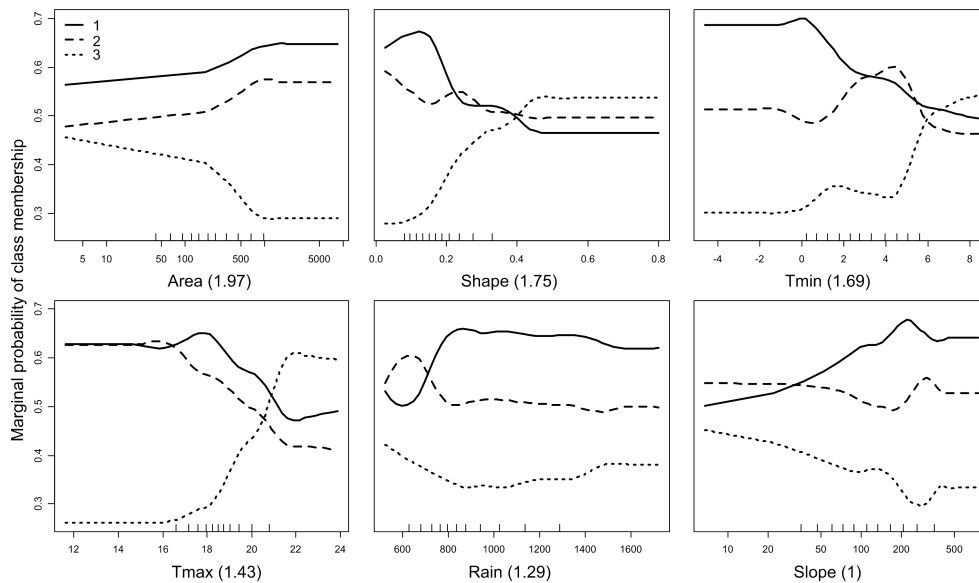 Marginal probability of class membership
0.3 0.4 0.5 0.6 0.7
1
2
3
5 10 50 100 500 5000
Area (1.97)
0.0 0.2 0.4 0.6 0.8
Shape (1.75)
-4 -2 0 2 4 6 8
Tmin (1.69)
0.3 0.4 0.5 0.6 0.7
12 14 16 18 20 22 24
Tmax (1.43)
600 800 1000 1200 1400 1600
Rain (1.29)
10 20 50 100 200 500
Slope (1)